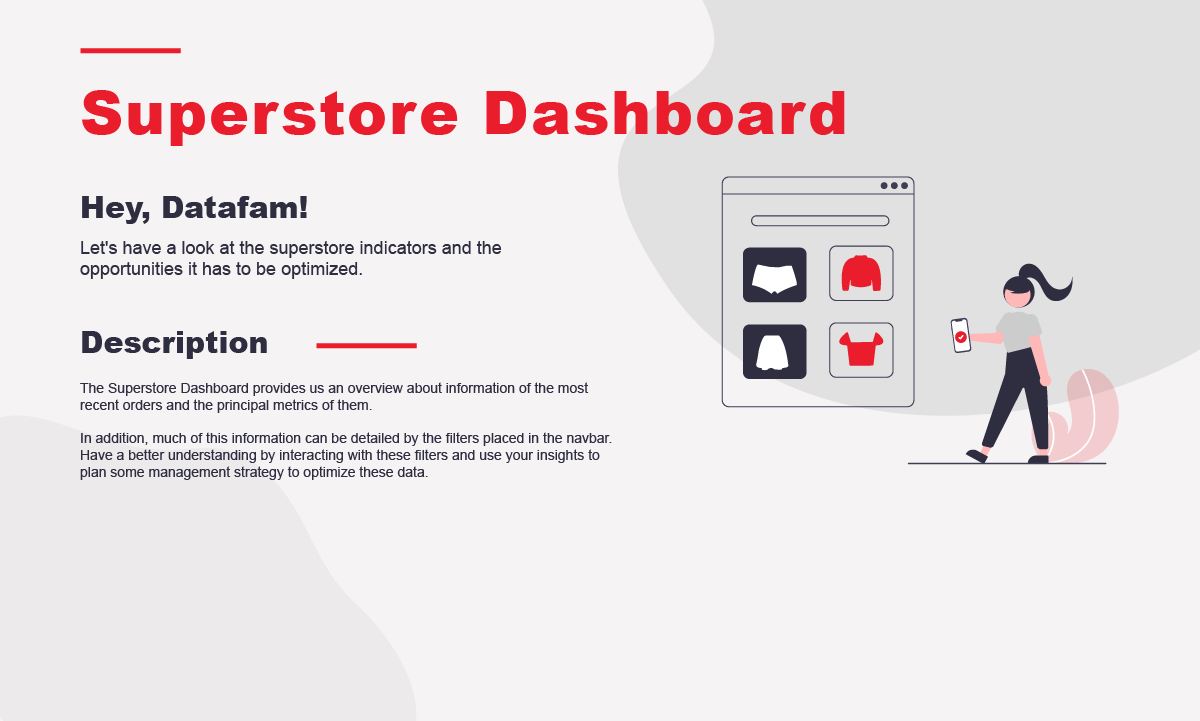 Superstore Dashboard
Hey, Datafam!
Let's have a look at the superstore indicators and the
opportunities it has to be optimized.
Description
The Superstore Dashboard provides us an overview about information of the most
recent orders and the principal metrics of them.
In addition, much of this information can be detailed by the filters placed in the navbar.
Have a better understanding by interacting with these filters and use your insights to
plan some management strategy to optimize these data.